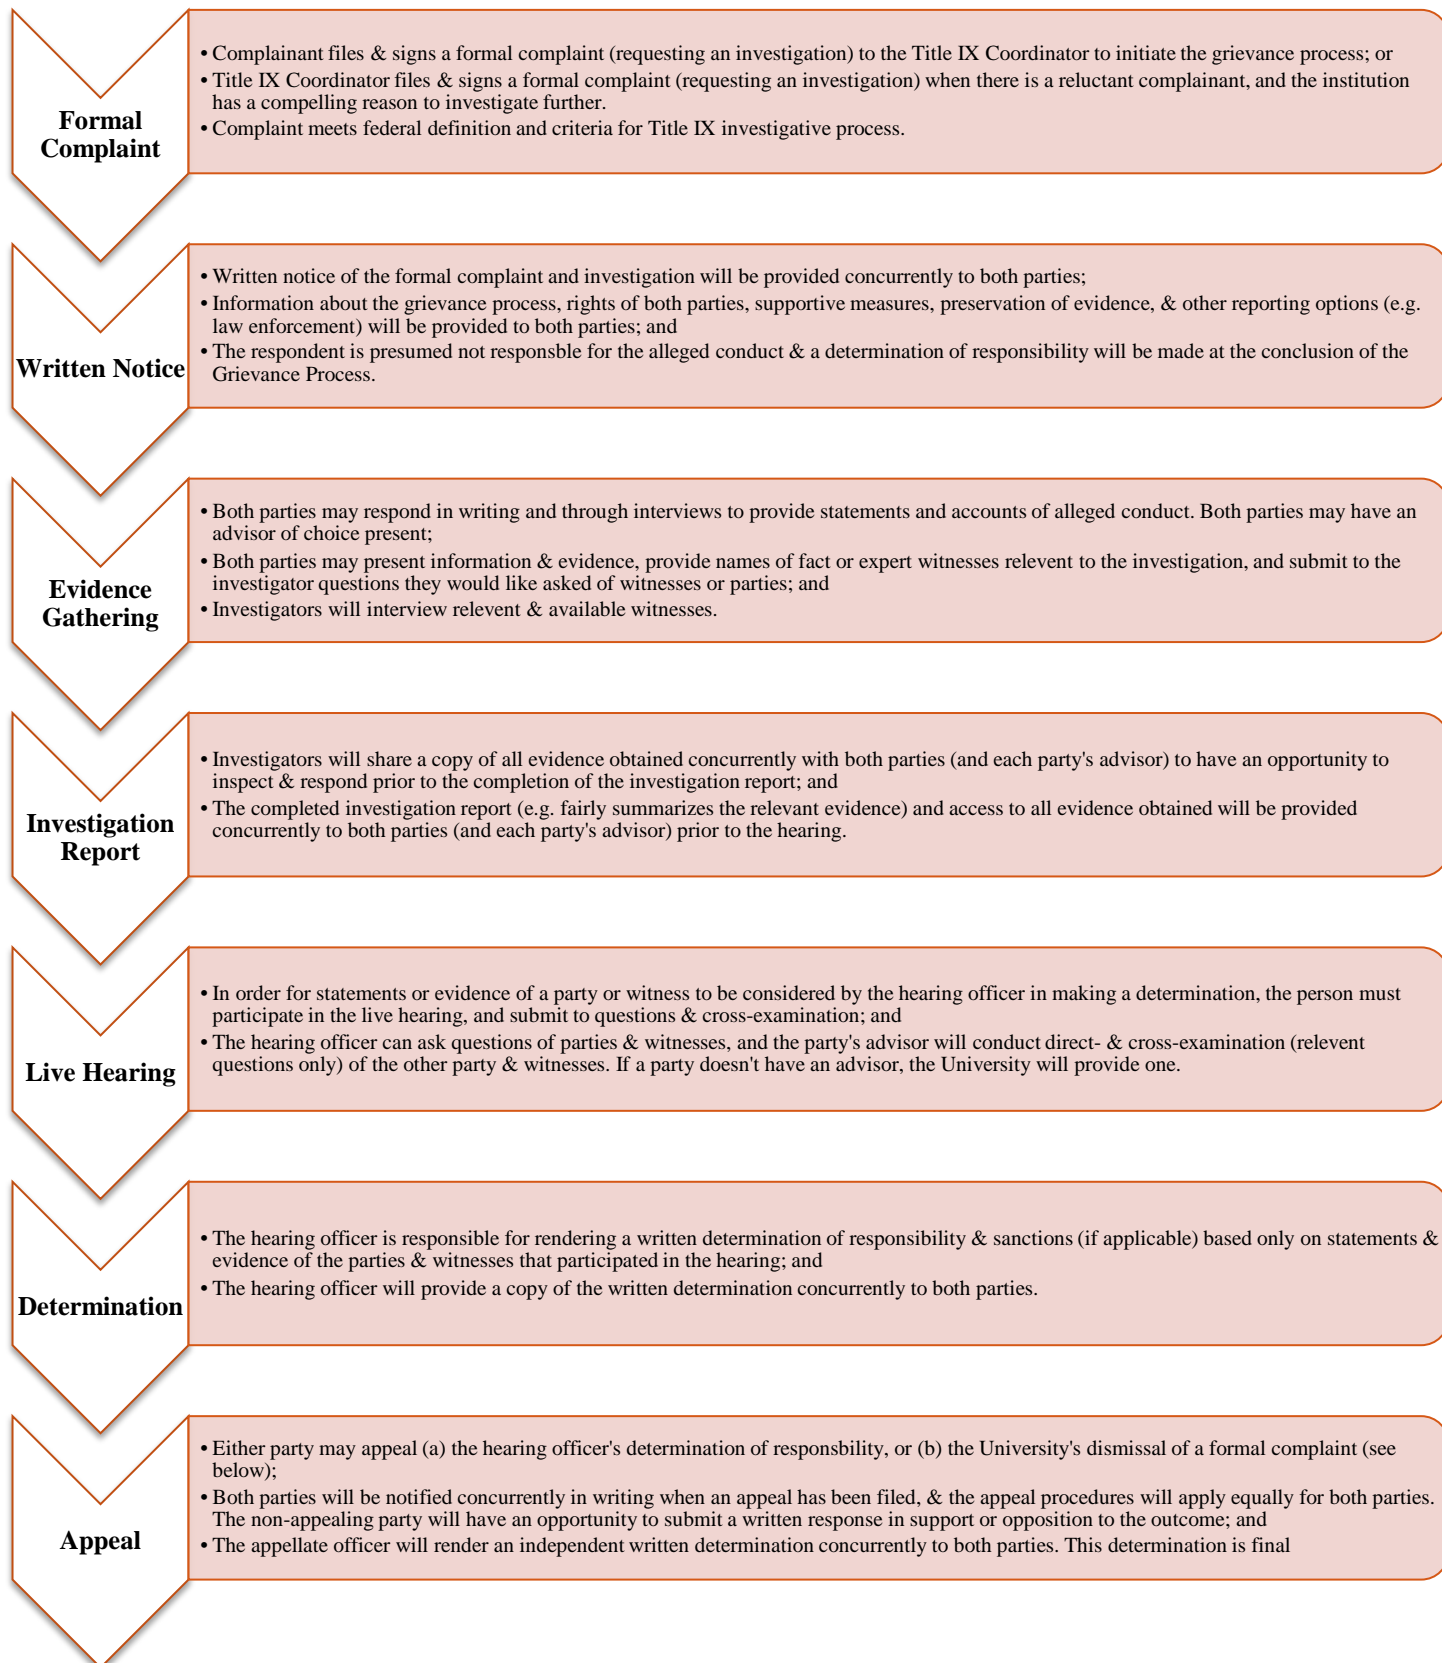 • Complainant files & signs a formal complaint (requesting an investigation) to the Title IX Coordinator to initiate the grievance process; or
• Title IX Coordinator files & signs a formal complaint (requesting an investigation) when there is a reluctant complainant, and the institution
has a compelling reason to investigate further.
• Complaint meets federal definition and criteria for Title IX investigative process.
Formal
Complaint
• Written notice of the formal complaint and investigation will be provided concurrently to both parties;
• Information about the grievance process, rights of both parties, supportive measures, preservation of evidence, & other reporting options (e.g.
law enforcement) will be provided to both parties; and
• The respondent is presumed not responsble for the alleged conduct & a determination of responsibility will be made at the conclusion of the
Grievance Process.
Written Notice
• Both parties may respond in writing and through interviews to provide statements and accounts of alleged conduct. Both parties may have an
advisor of choice present;
• Both parties may present information & evidence, provide names of fact or expert witnesses relevent to the investigation, and submit to the
investigator questions they would like asked of witnesses or parties; and
• Investigators will interview relevent & available witnesses.
Evidence
Gathering
• Investigators will share a copy of all evidence obtained concurrently with both parties (and each party's advisor) to have an opportunity to
inspect & respond prior to the completion of the investigation report; and
• The completed investigation report (e.g. fairly summarizes the relevant evidence) and access to all evidence obtained will be provided
concurrently to both parties (and each party's advisor) prior to the hearing.
Investigation
Report
• In order for statements or evidence of a party or witness to be considered by the hearing officer in making a determination, the person must
participate in the live hearing, and submit to questions & cross-examination; and
• The hearing officer can ask questions of parties & witnesses, and the party's advisor will conduct direct- & cross-examination (relevent
questions only) of the other party & witnesses. If a party doesn't have an advisor, the University will provide one.
Live Hearing
• The hearing officer is responsible for rendering a written determination of responsibility & sanctions (if applicable) based only on statements &
evidence of the parties & witnesses that participated in the hearing; and
• The hearing officer will provide a copy of the written determination concurrently to both parties.
Determination
• Either party may appeal (a) the hearing officer's determination of responsbility, or (b) the University's dismissal of a formal complaint (see
below);
• Both parties will be notified concurrently in writing when an appeal has been filed, & the appeal procedures will apply equally for both parties.
The non-appealing party will have an opportunity to submit a written response in support or opposition to the outcome; and
• The appellate officer will render an independent written determination concurrently to both parties. This determination is final
Appeal